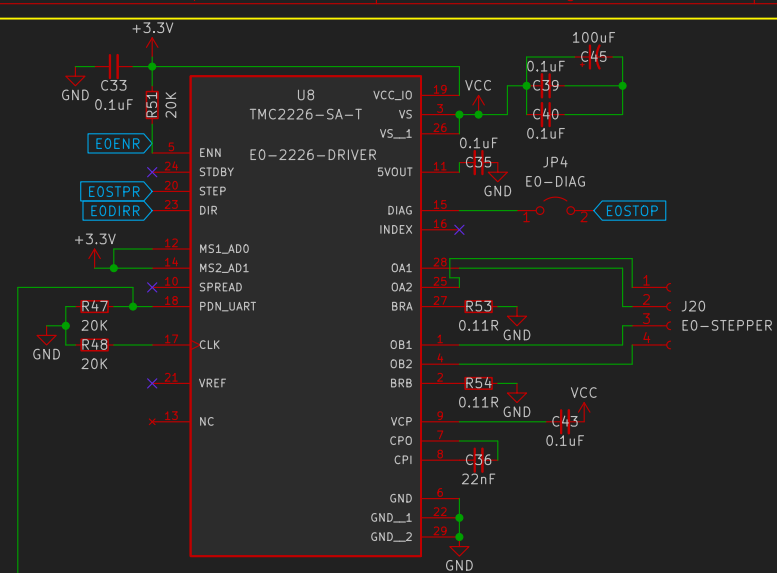 +3.3V
100uF
C45
GND
C33
0.1uF
R51
20K
U8
TMC2226-SA-T
E0-2226-DRIVER
VCC
0.1uF
C39
C40
0.1uF
VCC_IO 19
VS 3
VS__1 26
E0ENR
5 ENN
24 STDBY
E0STPR
20 STEP
E0DIRR
23 DIR
0.1uF
C35
GND
5VOUT 11
JP4
E0-DIAG
DIAG 15
1 2
E0STOP
INDEX 16
+3.3V
12 MS1_AD0
14 MS2_AD1
10 SPREAD
18 PDN_UART
R47
20K
GND
R48
20K
17 CLK
21 VREF
13 NC
OA1 28
OA2 25
BRA 27
R53
0.11R
GND
OB1 1
OB2 4
BRB 2
R54
0.11R
GND
1
2
3
4
J20
E0-STEPPER
VCC
VCP 9
C43
0.1uF
CPO 7
CPI 8
C36
22nF
GND 6
GND__1 22
GND__2 29
GND